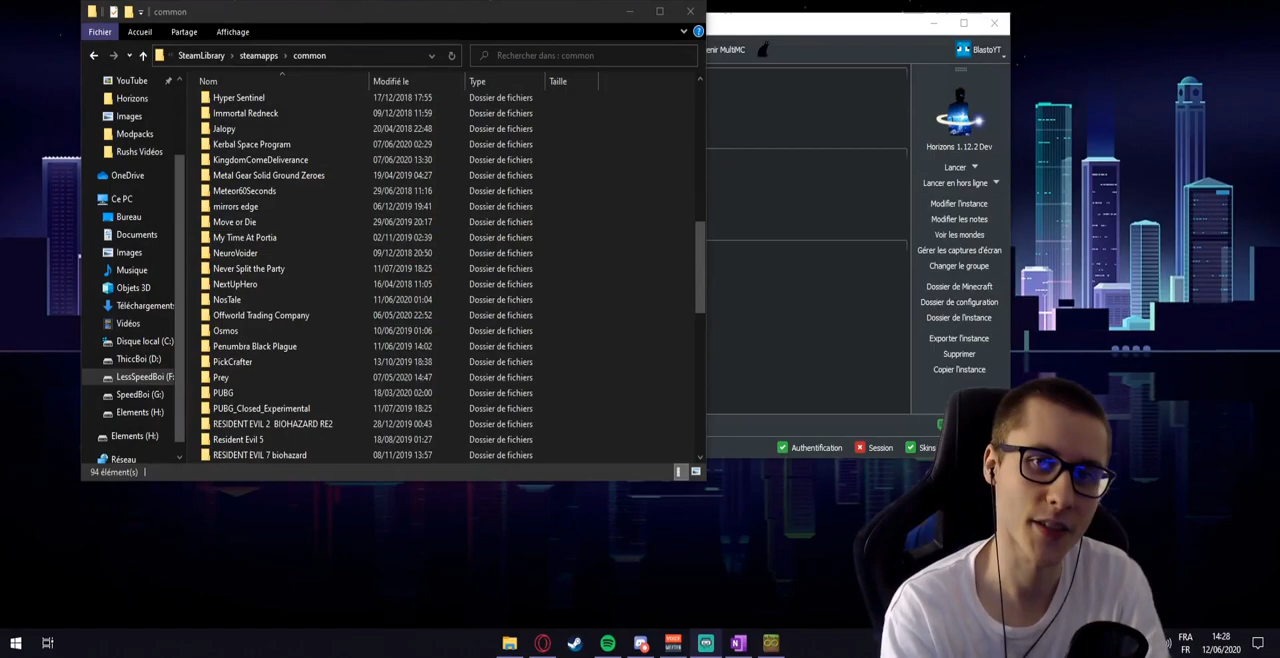 common
Fichier Accueil Partage Affichage
SteamLibrary > steamapps > common
Rechercher dans : common
Nom Modifié le Type Taille
YouTube
Horizons
Images
Modpacks
Rushs Vidéos
OneDrive
Ce PC
Bureau
Documents
Images
Musique
Objets 3D
Téléchargements
Vidéos
Disque local (C:)
ThiccBoi (D:)
LessSpeedBoi (F:
SpeedBoi (G:)
Elements (H:)
Elements (H:)
Réseau
Hyper Sentinel 17/12/2018 17:55 Dossier de fichiers
Immortal Redneck 09/12/2018 11:59 Dossier de fichiers
Jalopy 20/04/2018 22:48 Dossier de fichiers
Kerbal Space Program 07/06/2020 02:29 Dossier de fichiers
KingdomComeDeliverance 07/06/2020 13:30 Dossier de fichiers
Metal Gear Solid Ground Zeroes 19/04/2019 04:27 Dossier de fichiers
Meteor60Seconds 29/06/2018 11:16 Dossier de fichiers
mirrors edge 06/12/2019 19:41 Dossier de fichiers
Move or Die 29/06/2019 20:17 Dossier de fichiers
My Time At Portia 02/11/2019 02:39 Dossier de fichiers
NeuroVoider 09/12/2018 20:50 Dossier de fichiers
Never Split the Party 11/07/2019 18:25 Dossier de fichiers
NextUpHero 16/04/2018 11:05 Dossier de fichiers
NosTale 11/06/2020 01:04 Dossier de fichiers
Offworld Trading Company 06/05/2020 22:52 Dossier de fichiers
Osmos 10/06/2019 01:06 Dossier de fichiers
Penumbra Black Plague 11/06/2019 14:02 Dossier de fichiers
PickCrafter 13/10/2019 18:38 Dossier de fichiers
Prey 07/05/2020 14:47 Dossier de fichiers
PUBG 18/03/2020 02:00 Dossier de fichiers
PUBG_Closed_Experimental 11/07/2019 18:25 Dossier de fichiers
RESIDENT EVIL 2 BIOHAZARD RE2 28/12/2019 00:43 Dossier de fichiers
Resident Evil 5 18/08/2019 01:27 Dossier de fichiers
RESIDENT EVIL 7 biohazard 08/11/2019 13:57 Dossier de fichiers
94 élément(s)
enir MultiMC
BlastoYT
Horizons 1.12.2 Dev
Lancer
Lancer en hors ligne
Modifier l'instance
Modifier les notes
Voir les mondes
Gérer les captures d'écran
Changer le groupe
Dossier de Minecraft
Dossier de configuration
Dossier de l'instance
Exporter l'instance
Supprimer
Copier l'instance
Authentification Session Skins
FRA
FR
14:28
12/06/2020